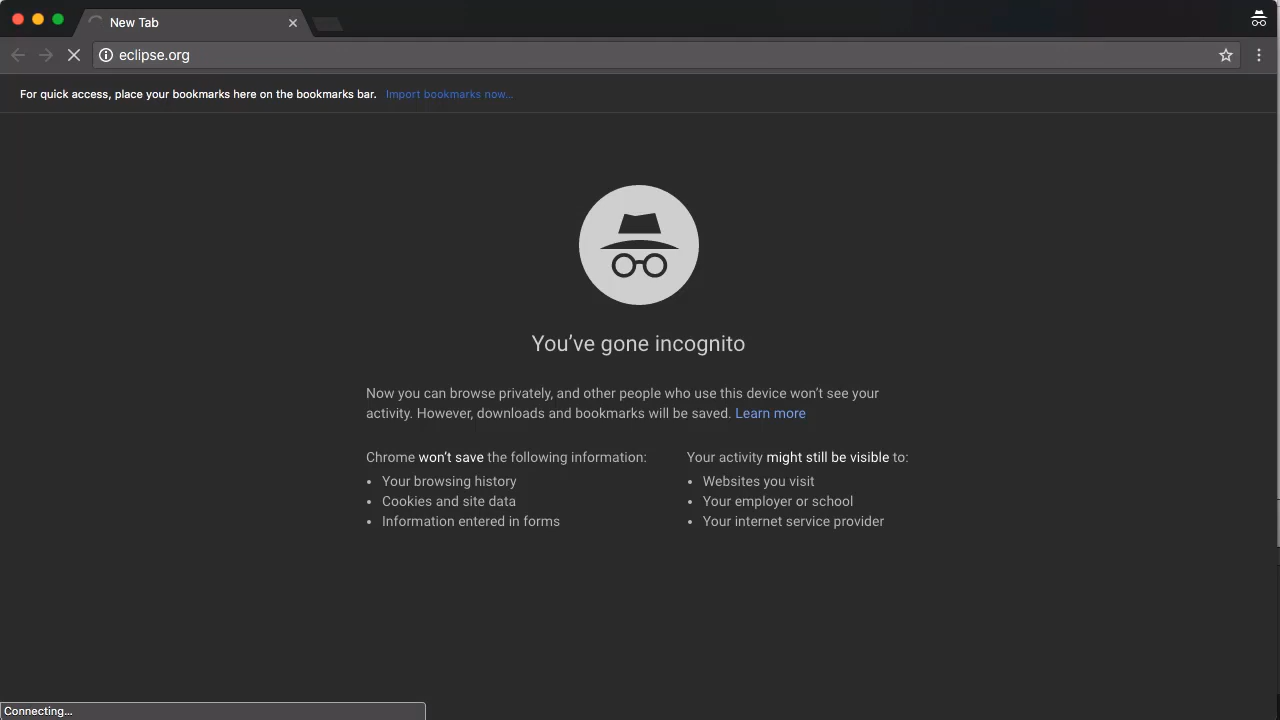 New Tab
eclipse.org
For quick access, place your bookmarks here on the bookmarks bar. Import bookmarks now...
You've gone incognito
Now you can browse privately, and other people who use this device won't see your
activity. However, downloads and bookmarks will be saved. Learn more
Chrome won't save the following information:
• Your browsing history
• Cookies and site data
• Information entered in forms
Your activity might still be visible to:
• Websites you visit
• Your employer or school
• Your internet service provider
Connecting...